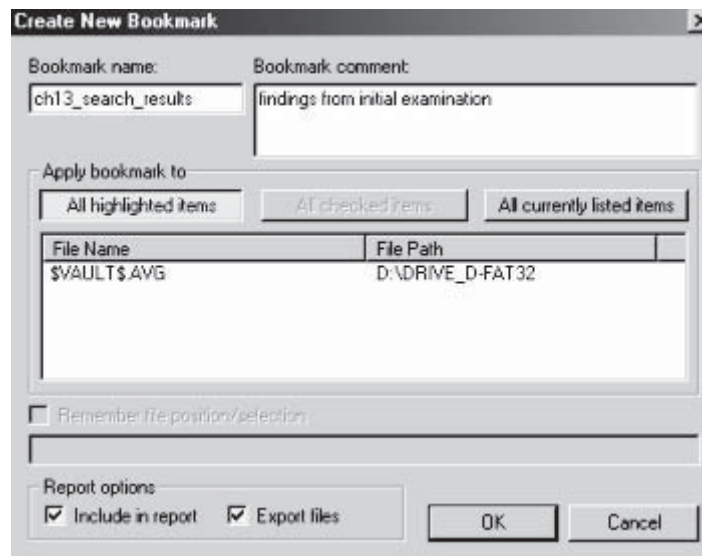 Create New Bookmark
Bookmark name: Bookmark comment:
ch13_search_results findings from initial examination
Apply bookmark to
All highlighted items All checked items All currently listed items
File Name File Path
$VAULT$.AVG D:\DRIVE_D-FAT32
Remember file position/selection
Report options
Include in report Export files OK Cancel